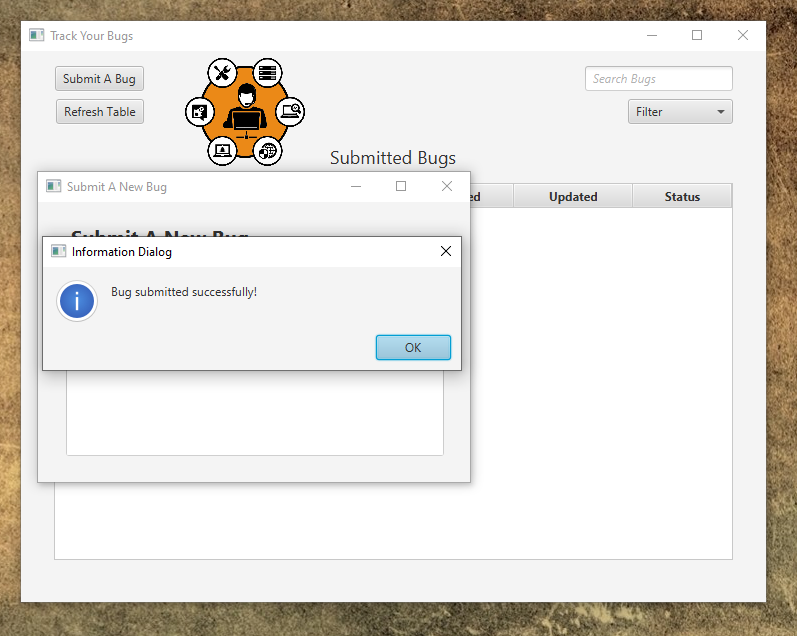 Track Your Bugs
Submit A Bug
Search Bugs
Refresh Table
Filter
Submitted Bugs
Submit A New Bug
Updated
Status
Submit A New Bug
Information Dialog
Bug submitted successfully!
OK